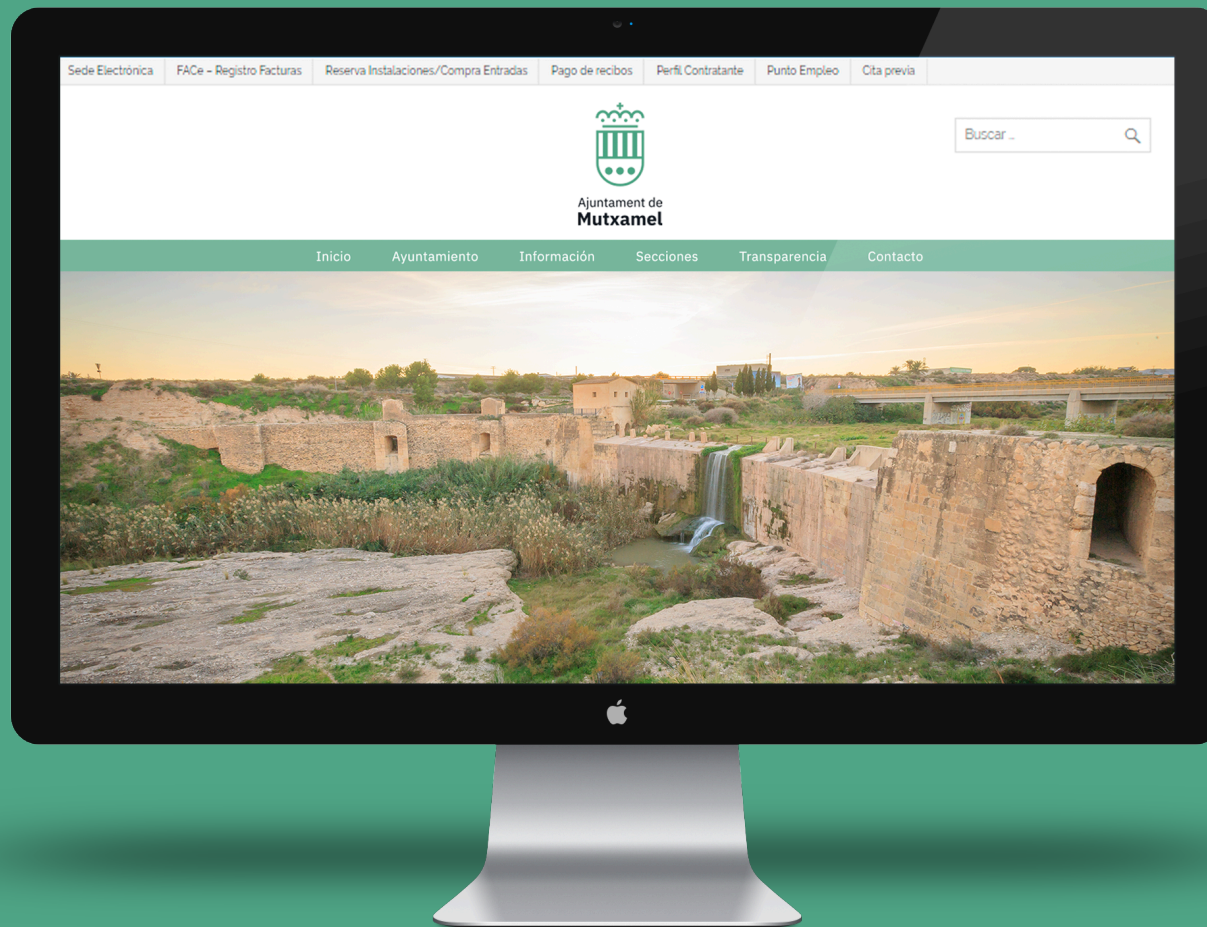 Sede Electrónica FACe – Registro Facturas Reserva Instalaciones/Compra Entradas Pago de recibos Perfil Contratante Punto Empleo Cita previa
Buscar ...
Ajuntament de
Mutxamel
Inicio Ayuntamiento Información Secciones Transparencia Contacto